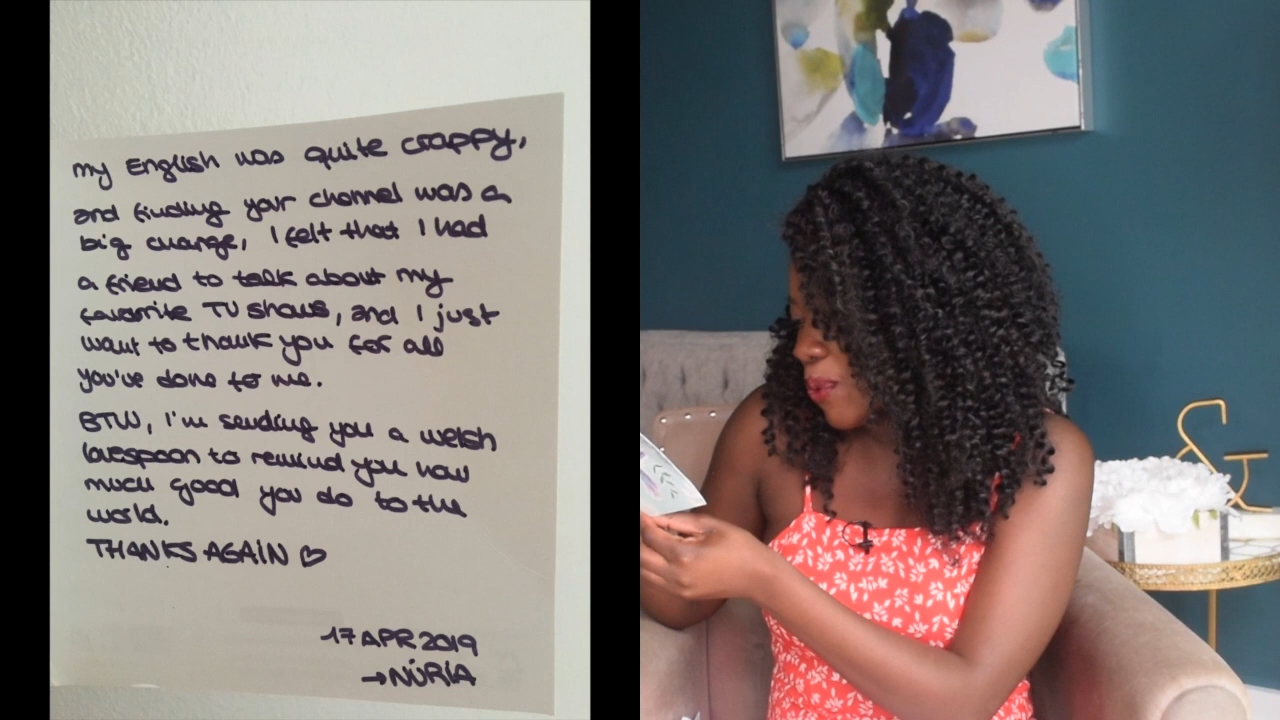 my English was quite crappy,
and finding your channel was a
big change, I felt that I had
a friend to talk about my
favorite TV shows, and I just
want to thank you for all
you've done to me.
BTW, I'm sending you a welsh
lovespoon to remind you how
much good you do to the
world.
THANKS AGAIN ♡
17 APR 2019
→NÚRIA